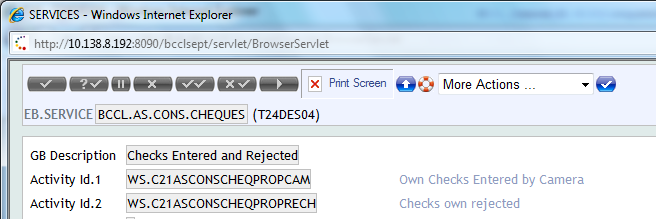 SERVICES - Windows Internet Explorer
http://10.138.8.192:8090/bcclsept/servlet/BrowserServlet
Print Screen More Actions ...
EB.SERVICE BCCL.AS.CONS.CHEQUES (T24DES04)
GB Description Checks Entered and Rejected
Activity Id.1 WS.C21ASCONSCHEQPROPCAM Own Checks Entered by Camera
Activity Id.2 WS.C21ASCONSCHEQPROPRECH Checks own rejected